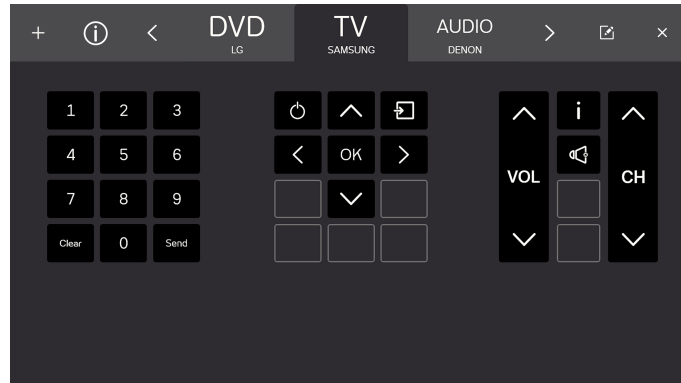 DVD
LG
TV
SAMSUNG
AUDIO
DENON
1 2 3
4 5 6
7 8 9
Clear 0 Send
OK
VOL
i
CH